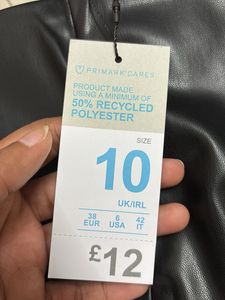 PRIMARK CARES
PRODUCT MADE
USING A MINIMUM OF
50% RECYCLED
POLYESTER
SIZE
10
UK/IRL
38 6 42
EUR USA IT
£12